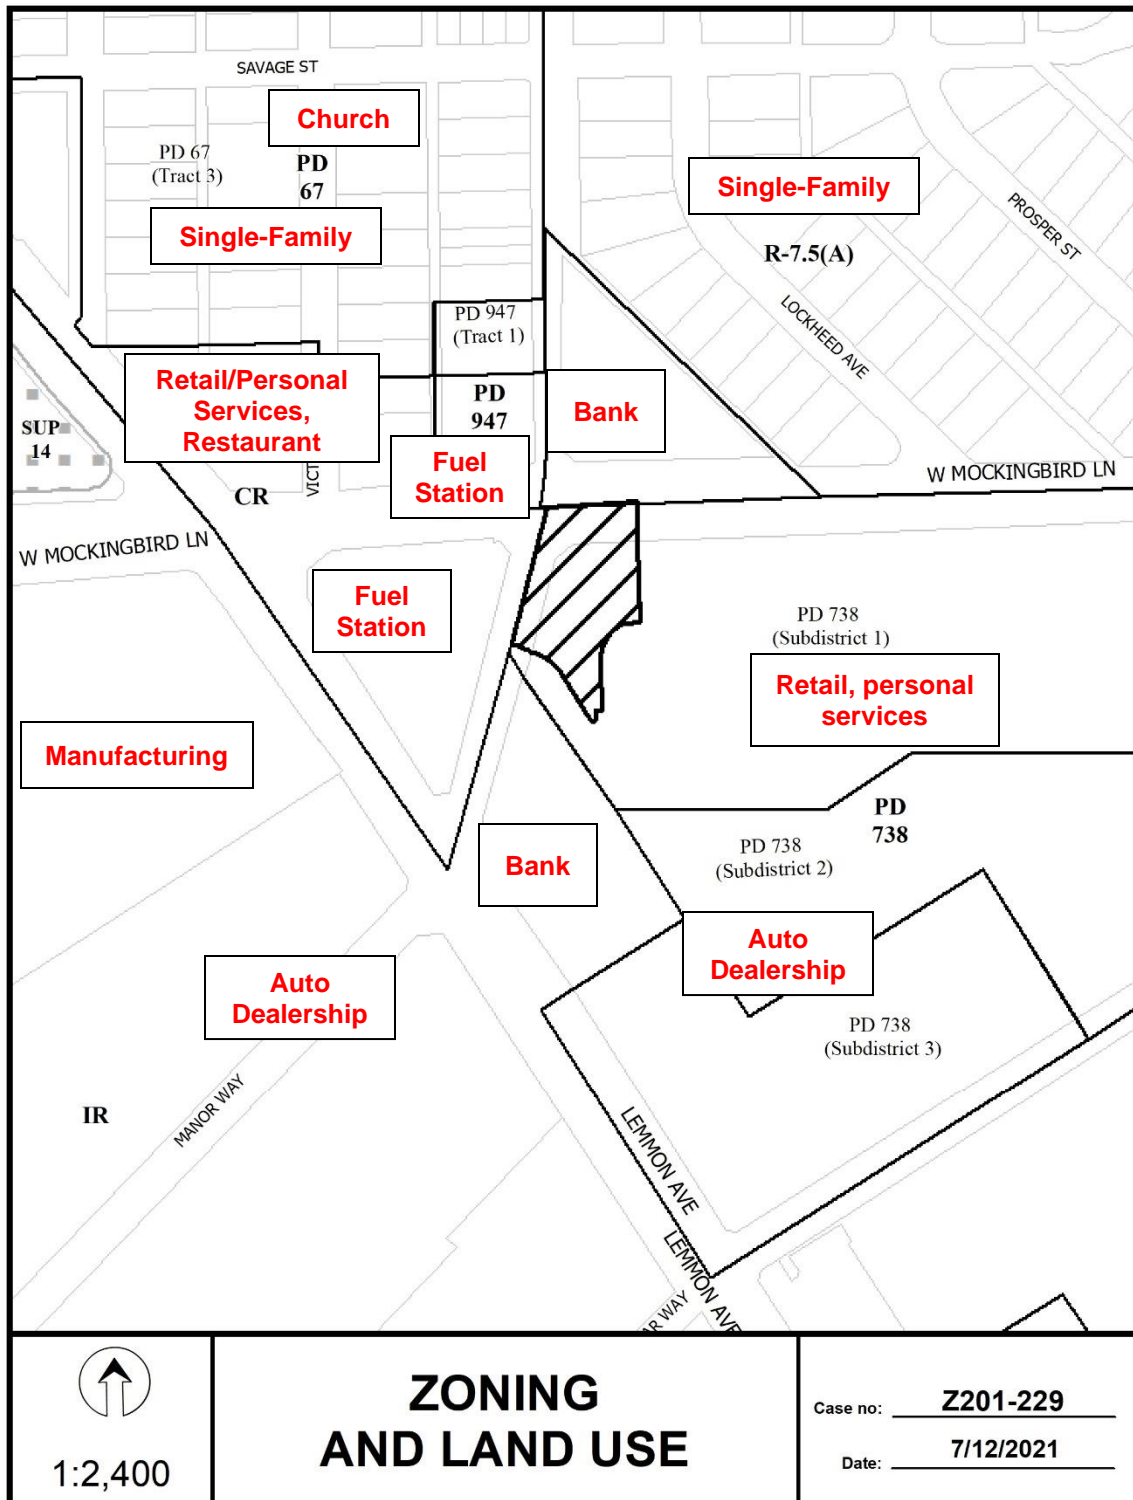 SAVAGE ST
Church
PD 67
(Tract 3)
PD
67
Single-Family
Single-Family
R-7.5(A)
PROSPER ST
LOCKHEED AVE
PD 947
(Tract 1)
PD
947
Retail/Personal
Services,
Restaurant
Bank
SUP
14
Fuel
Station
VICT
CR
W MOCKINGBIRD LN
W MOCKINGBIRD LN
Fuel
Station
PD 738
(Subdistrict 1)
Retail, personal
services
Manufacturing
PD
738
PD 738
(Subdistrict 2)
Bank
Auto
Dealership
Auto
Dealership
PD 738
(Subdistrict 3)
IR
MANOR WAY
LEMMON AVE
LEMMON AVE
AR WAY
1:2,400
ZONING
AND LAND USE
Case no: Z201-229
Date: 7/12/2021